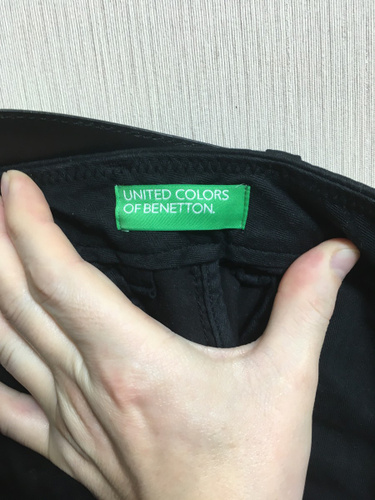 UNITED COLORS
OF BENETTON.